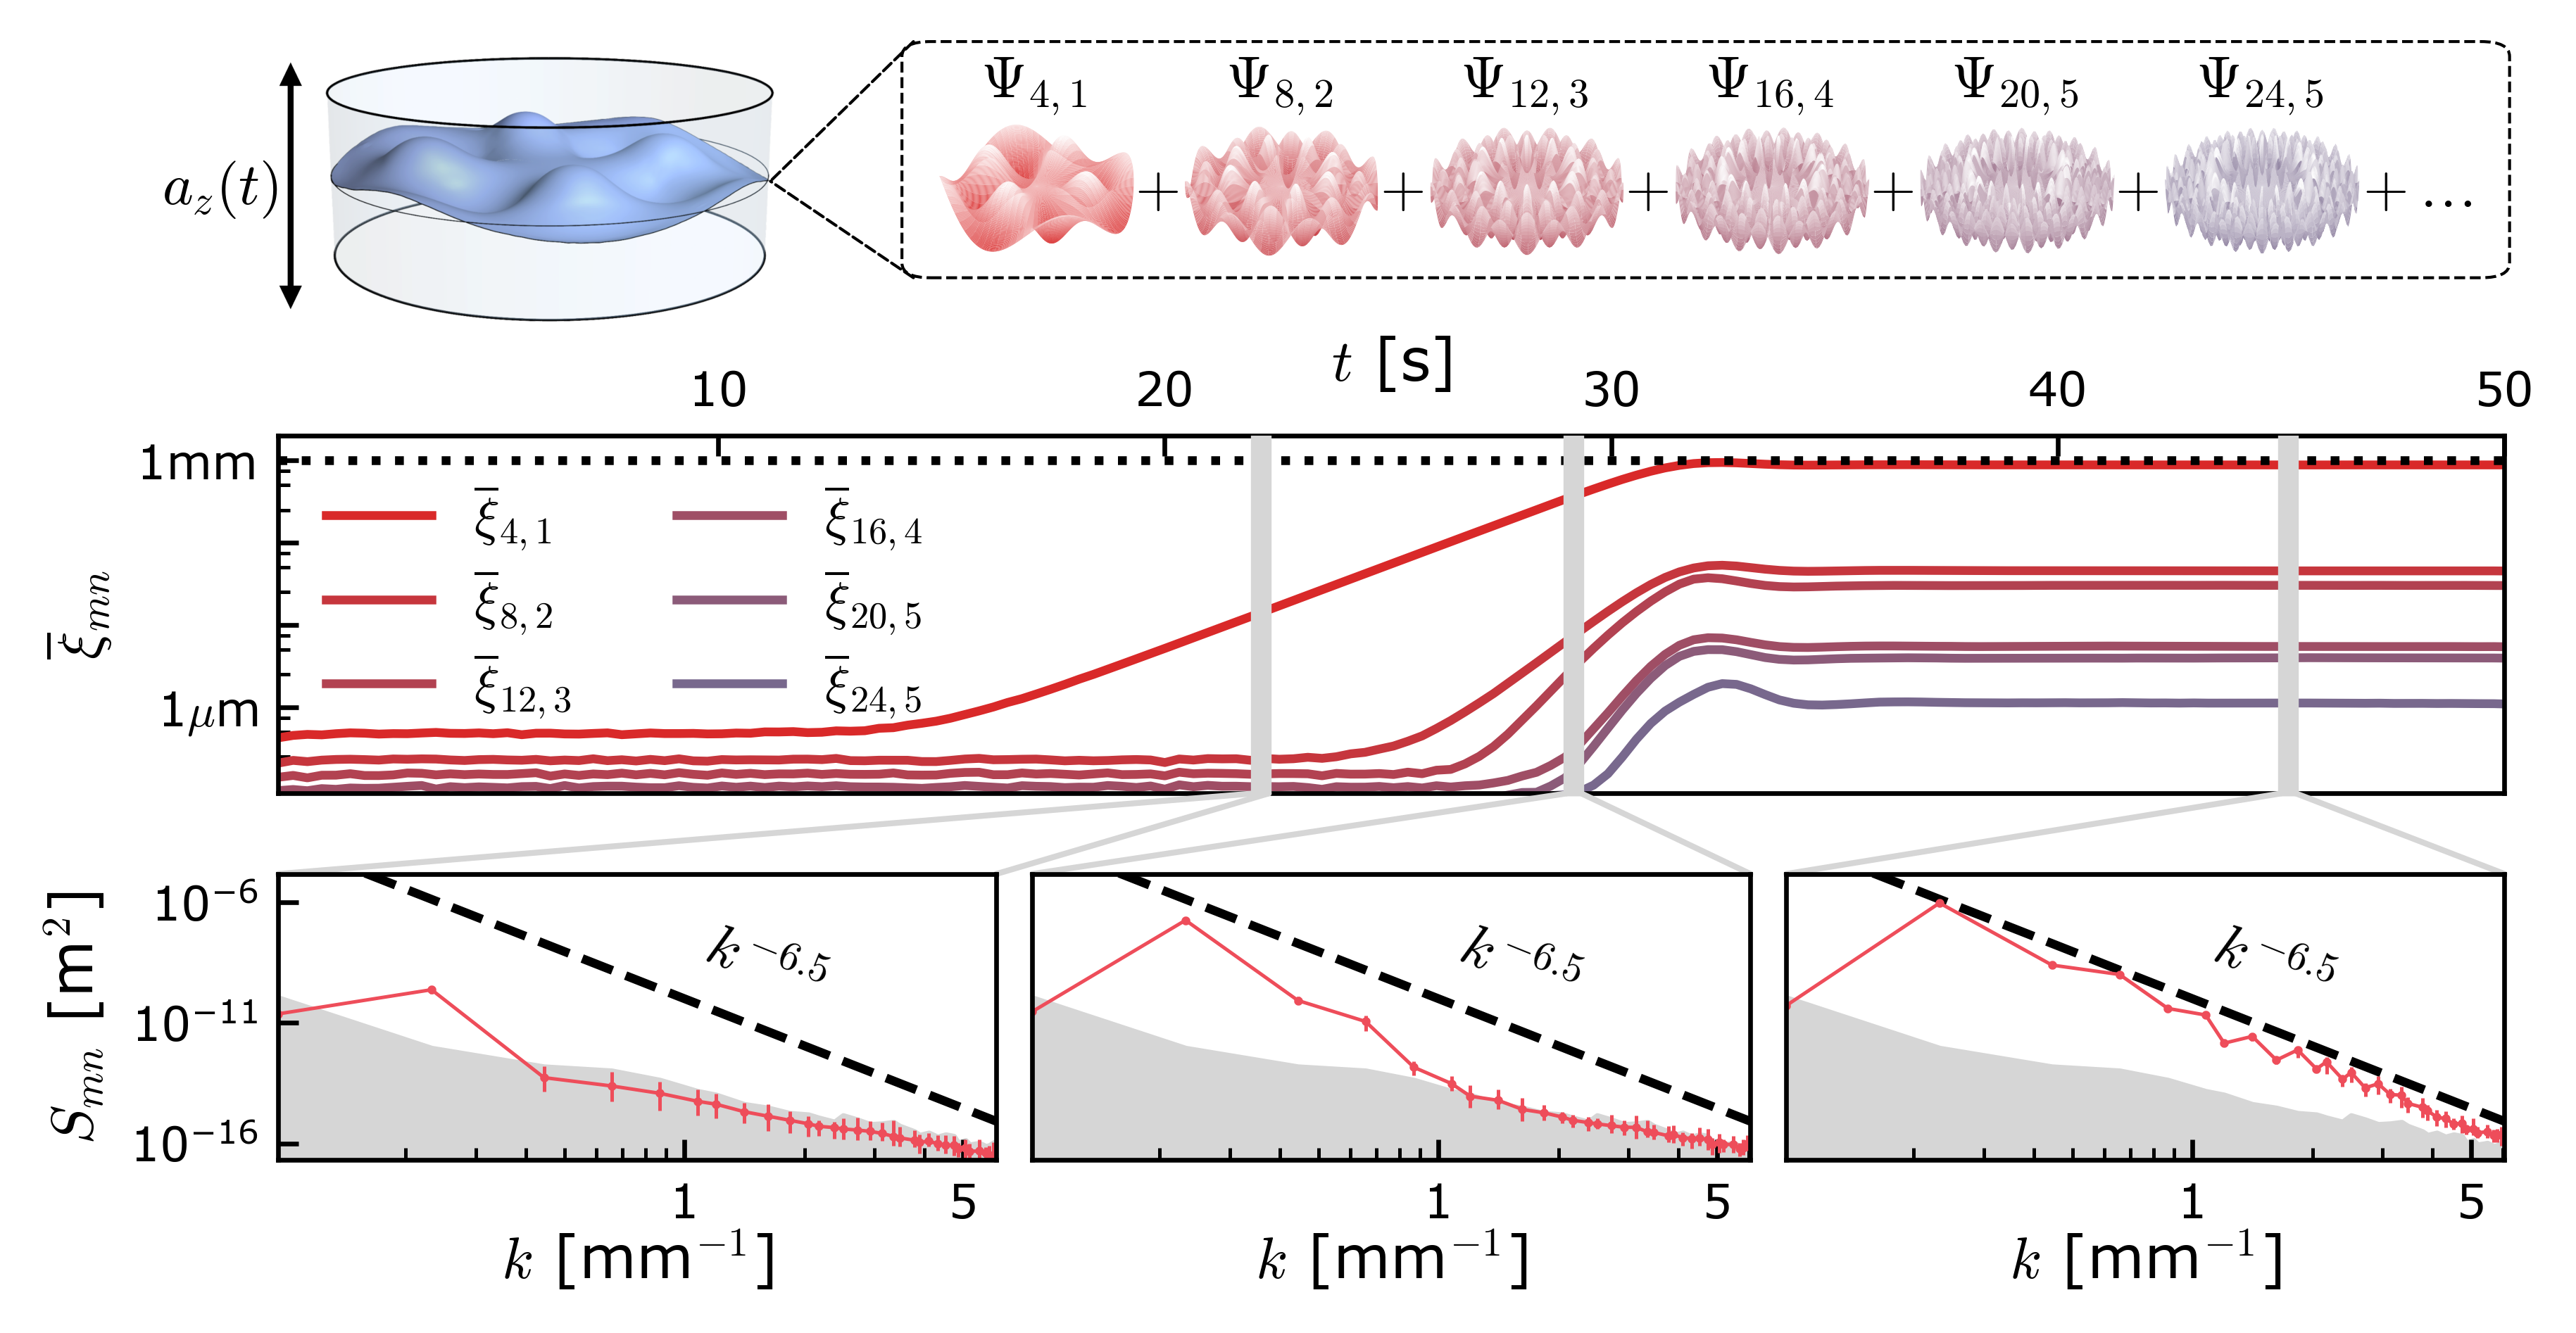 a_z(t)
Ψ_{4,1} + Ψ_{8,2} + Ψ_{12,3} + Ψ_{16,4} + Ψ_{20,5} + Ψ_{24,5} + ...
t [s]
10 20 30 40 50
1mm
1μm
ξ̅_{mn}
ξ̅_{4,1} ξ̅_{16,4}
ξ̅_{8,2} ξ̅_{20,5}
ξ̅_{12,3} ξ̅_{24,5}
S_{mn} [m²]
10⁻⁶
10⁻¹¹
10⁻¹⁶
k^{-6.5} k^{-6.5} k^{-6.5}
1 5 1 5 1 5
k [mm⁻¹] k [mm⁻¹] k [mm⁻¹]